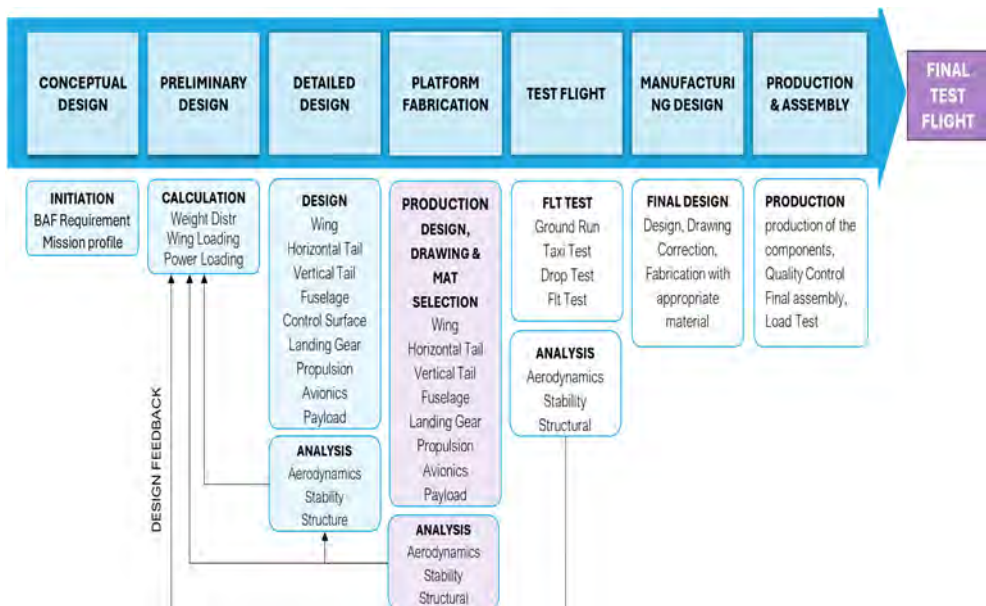 CONCEPTUAL
DESIGN
PRELIMINARY
DESIGN
DETAILED
DESIGN
PLATFORM
FABRICATION
TEST FLIGHT
MANUFACTURI
NG DESIGN
PRODUCTION
& ASSEMBLY
FINAL
TEST
FLIGHT
INITIATION
BAF Requirement
Mission profile
CALCULATION
Weight Distr
Wing Loading
Power Loading
DESIGN
Wing
Horizontal Tail
Vertical Tail
Fuselage
Control Surface
Landing Gear
Propulsion
Avionics
Payload
ANALYSIS
Aerodynamics
Stability
Structure
PRODUCTION
DESIGN,
DRAWING &
MAT
SELECTION
Wing
Horizontal Tail
Vertical Tail
Fuselage
Landing Gear
Propulsion
Avionics
Payload
ANALYSIS
Aerodynamics
Stability
Structural
FLT TEST
Ground Run
Taxi Test
Drop Test
Flt Test
ANALYSIS
Aerodynamics
Stability
Structural
FINAL DESIGN
Design, Drawing
Correction,
Fabrication with
appropriate
material
PRODUCTION
production of the
components,
Quality Control
Final assembly,
Load Test
DESIGN FEEDBACK